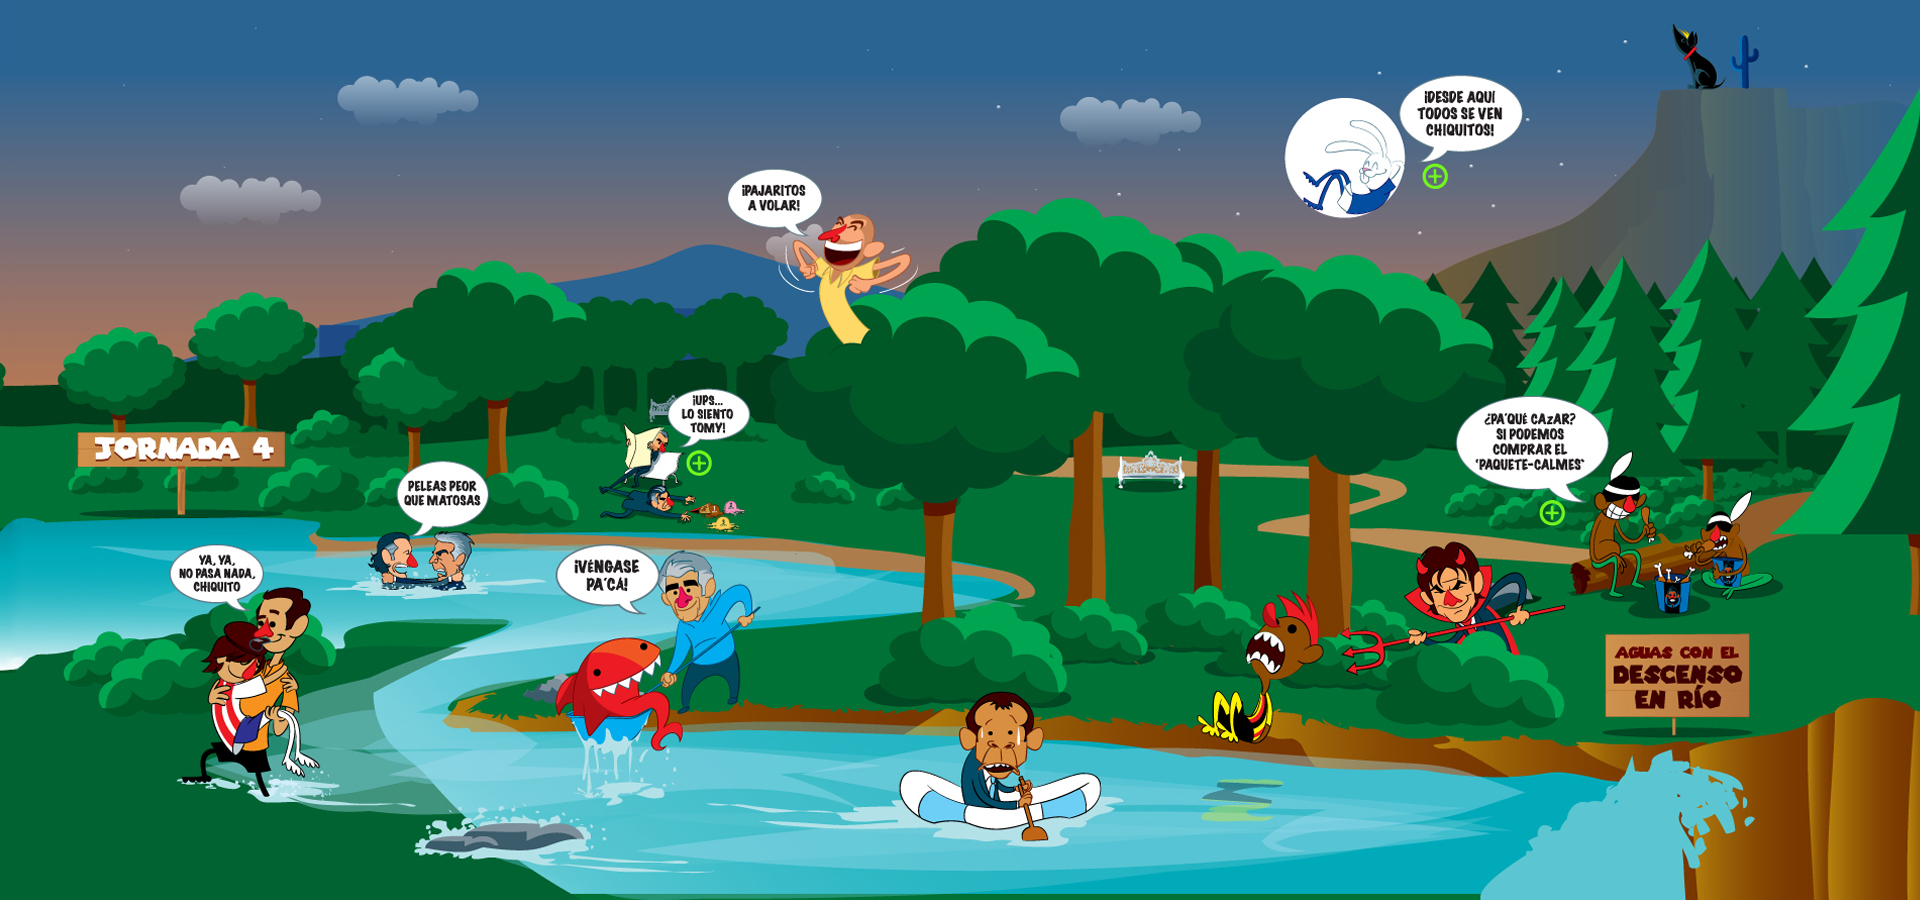 ¡DESDE AQUÍ
TODOS SE VEN
CHIQUITOS!
¡PAJARITOS
A VOLAR!
¡UPS...
LO SIENTO
TOMY!
¿PA'QUÉ CAZAR?
SI PODEMOS
COMPRAR EL
'PAQUETE-CALMES'
JORNADA 4
PELEAS PEOR
QUE MATOSAS
YA, YA,
NO PASA NADA,
CHIQUITO
¡VÉNGASE
PA'CÁ!
AGUAS CON EL
DESCENSO
EN RÍO